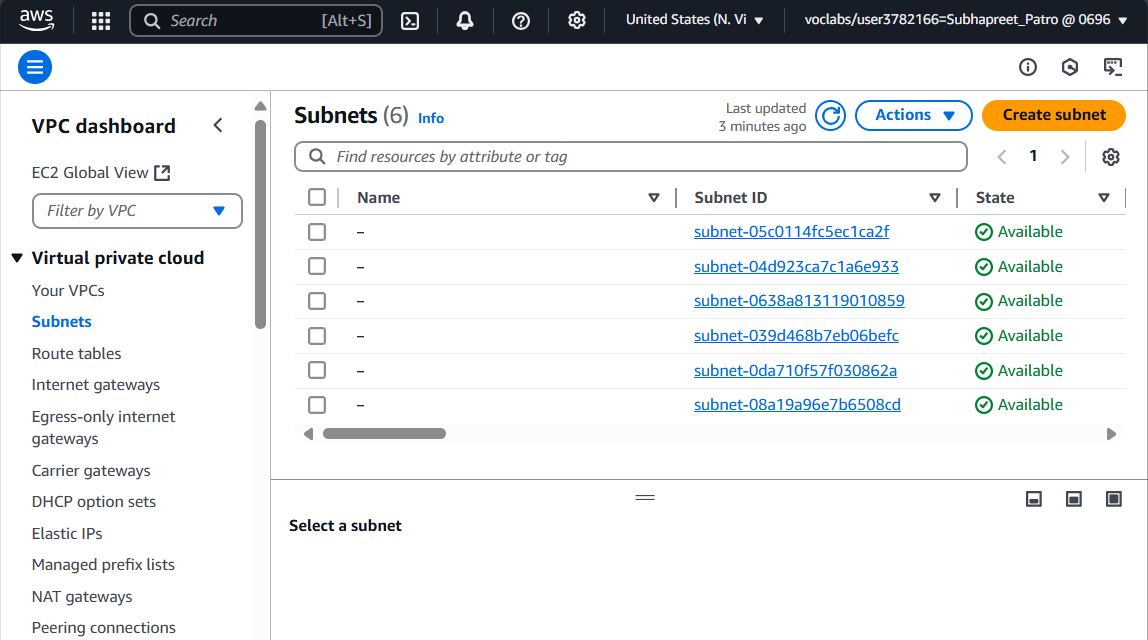 aws
Search [Alt+S]
United States (N. Vi
voclabs/user3782166=Subhapreet_Patro @ 0696
VPC dashboard
EC2 Global View
Filter by VPC
Virtual private cloud
Your VPCs
Subnets
Route tables
Internet gateways
Egress-only internet
gateways
Carrier gateways
DHCP option sets
Elastic IPs
Managed prefix lists
NAT gateways
Peering connections
Subnets (6) Info
Last updated
3 minutes ago
Actions
Create subnet
Find resources by attribute or tag
1
Name Subnet ID State
– subnet-05c0114fc5ec1ca2f Available
– subnet-04d923ca7c1a6e933 Available
– subnet-0638a813119010859 Available
– subnet-039d468b7eb06befc Available
– subnet-0da710f57f030862a Available
– subnet-08a19a96e7b6508cd Available
Select a subnet